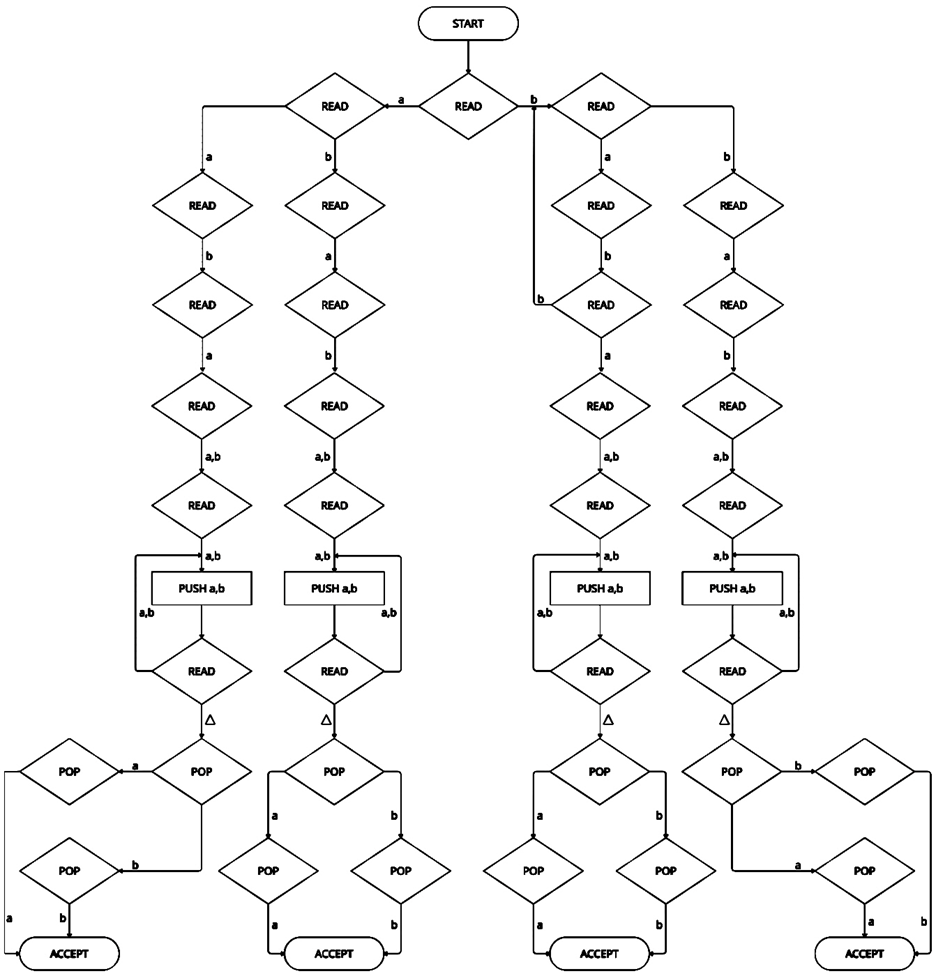 START
READ a READ b READ
a b a b
READ READ READ READ
b a b a
READ READ b READ READ
a b a b
READ READ READ READ
a,b a,b a,b a,b
READ READ READ READ
a,b a,b a,b a,b
PUSH a,b PUSH a,b PUSH a,b PUSH a,b
a,b a,b a,b a,b
READ READ READ READ
△ △ △ △
POP a POP POP POP POP b POP
a b a b
POP b POP POP POP POP a POP
a b a b a b a b
ACCEPT ACCEPT ACCEPT ACCEPT